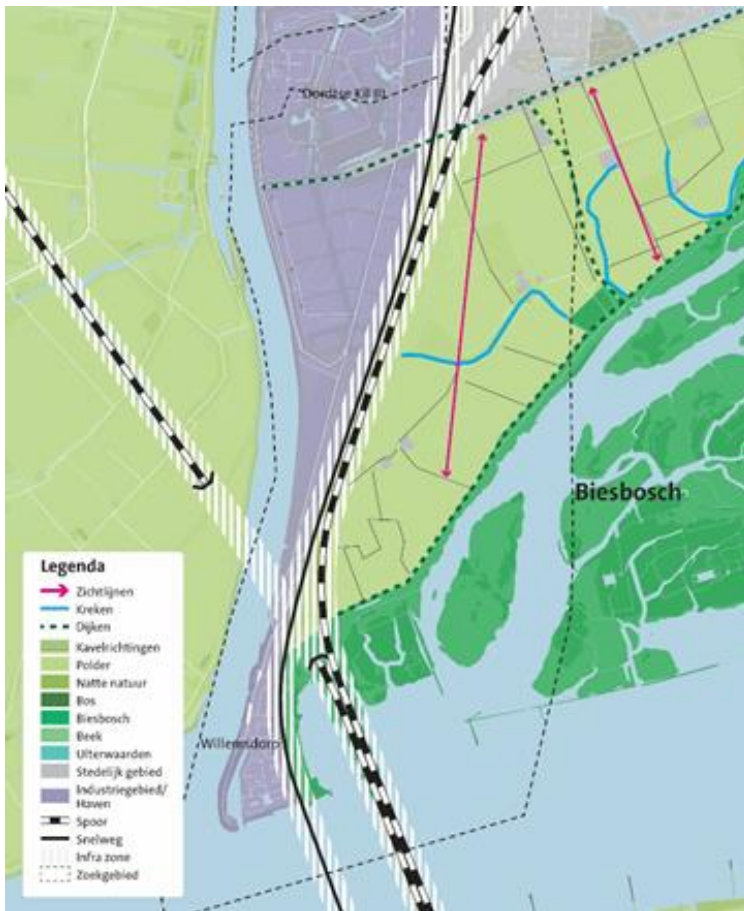 Dordtse Kil III
Biesbosch
Legenda
Zichtlijnen
Kreken
Dijken
Kavelrichtingen
Polder
Natte natuur
Bos
Biesbosch
Beek
Uiterwaarden
Stedelijk gebied
Industriegebied/
Haven
Spoor
Snelweg
Infra zone
Zoekgebied
Willemsdorp